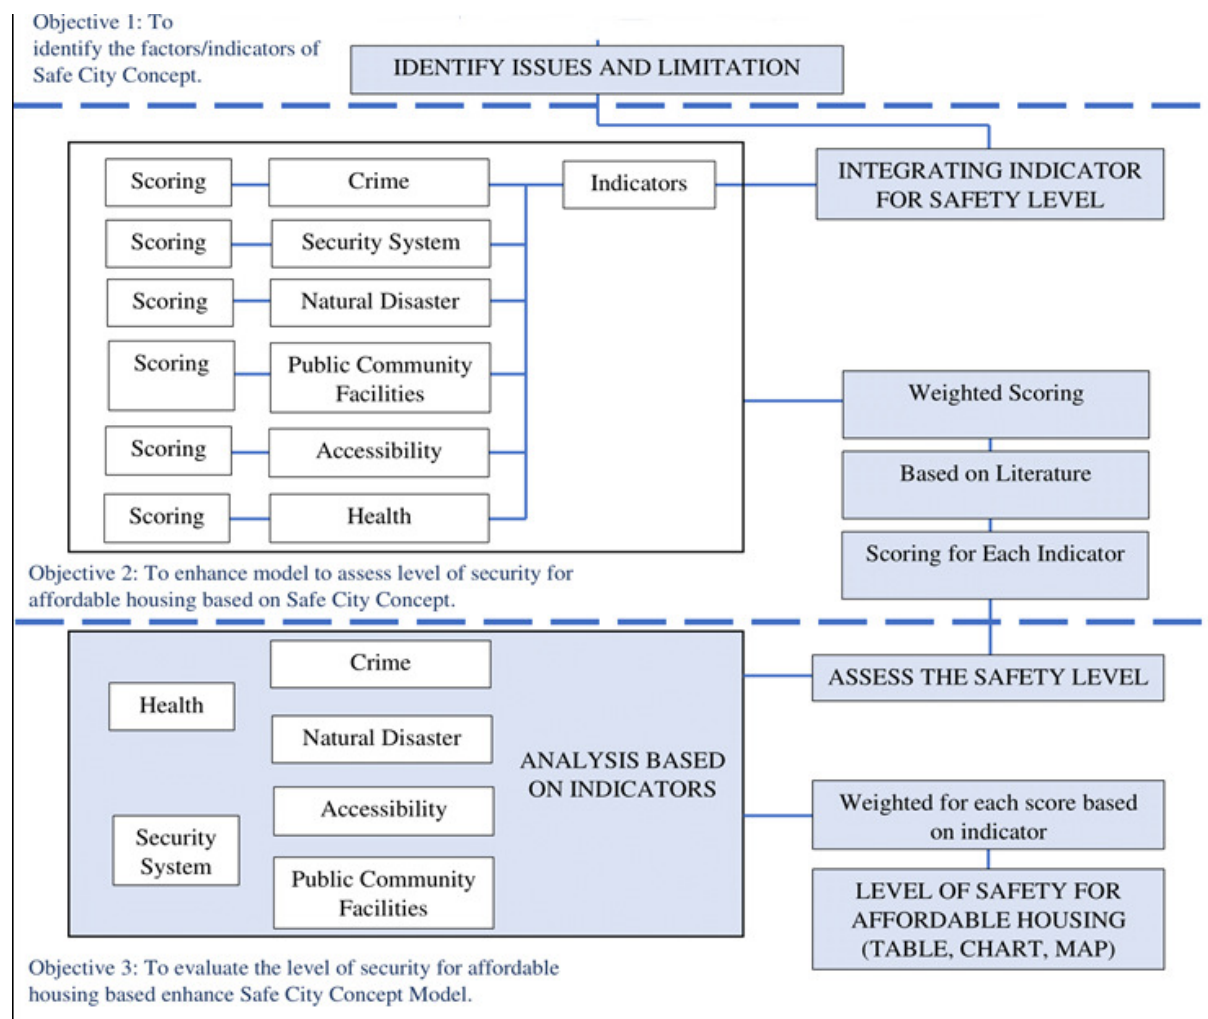 Objective 1: To
identify the factors/indicators of
Safe City Concept.
IDENTIFY ISSUES AND LIMITATION
Scoring
Crime
Indicators
INTEGRATING INDICATOR
FOR SAFETY LEVEL
Scoring
Security System
Scoring
Natural Disaster
Scoring
Public Community
Facilities
Weighted Scoring
Scoring
Accessibility
Based on Literature
Scoring
Health
Scoring for Each Indicator
Objective 2: To enhance model to assess level of security for
affordable housing based on Safe City Concept.
Crime
ASSESS THE SAFETY LEVEL
Health
Natural Disaster
ANALYSIS BASED
ON INDICATORS
Accessibility
Weighted for each score based
on indicator
Security
System
Public Community
Facilities
LEVEL OF SAFETY FOR
AFFORDABLE HOUSING
(TABLE, CHART, MAP)
Objective 3: To evaluate the level of security for affordable
housing based enhance Safe City Concept Model.